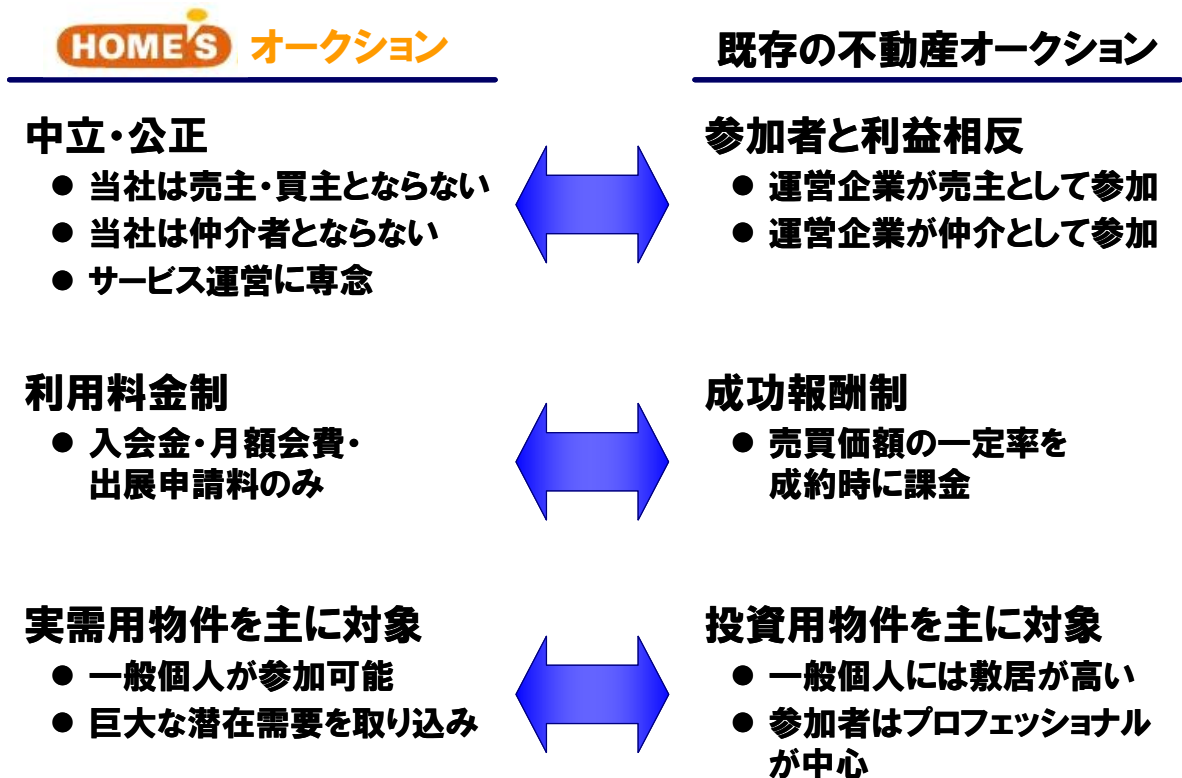 HOME'S オークション
既存の不動産オークション
中立・公正
● 当社は売主・買主とならない
● 当社は仲介者とならない
● サービス運営に専念
参加者と利益相反
● 運営企業が売主として参加
● 運営企業が仲介として参加
利用料金制
● 入会金・月額会費・
出展申請料のみ
成功報酬制
● 売買価額の一定率を
成約時に課金
実需用物件を主に対象
● 一般個人が参加可能
● 巨大な潜在需要を取り込み
投資用物件を主に対象
● 一般個人には敷居が高い
● 参加者はプロフェッショナル
が中心